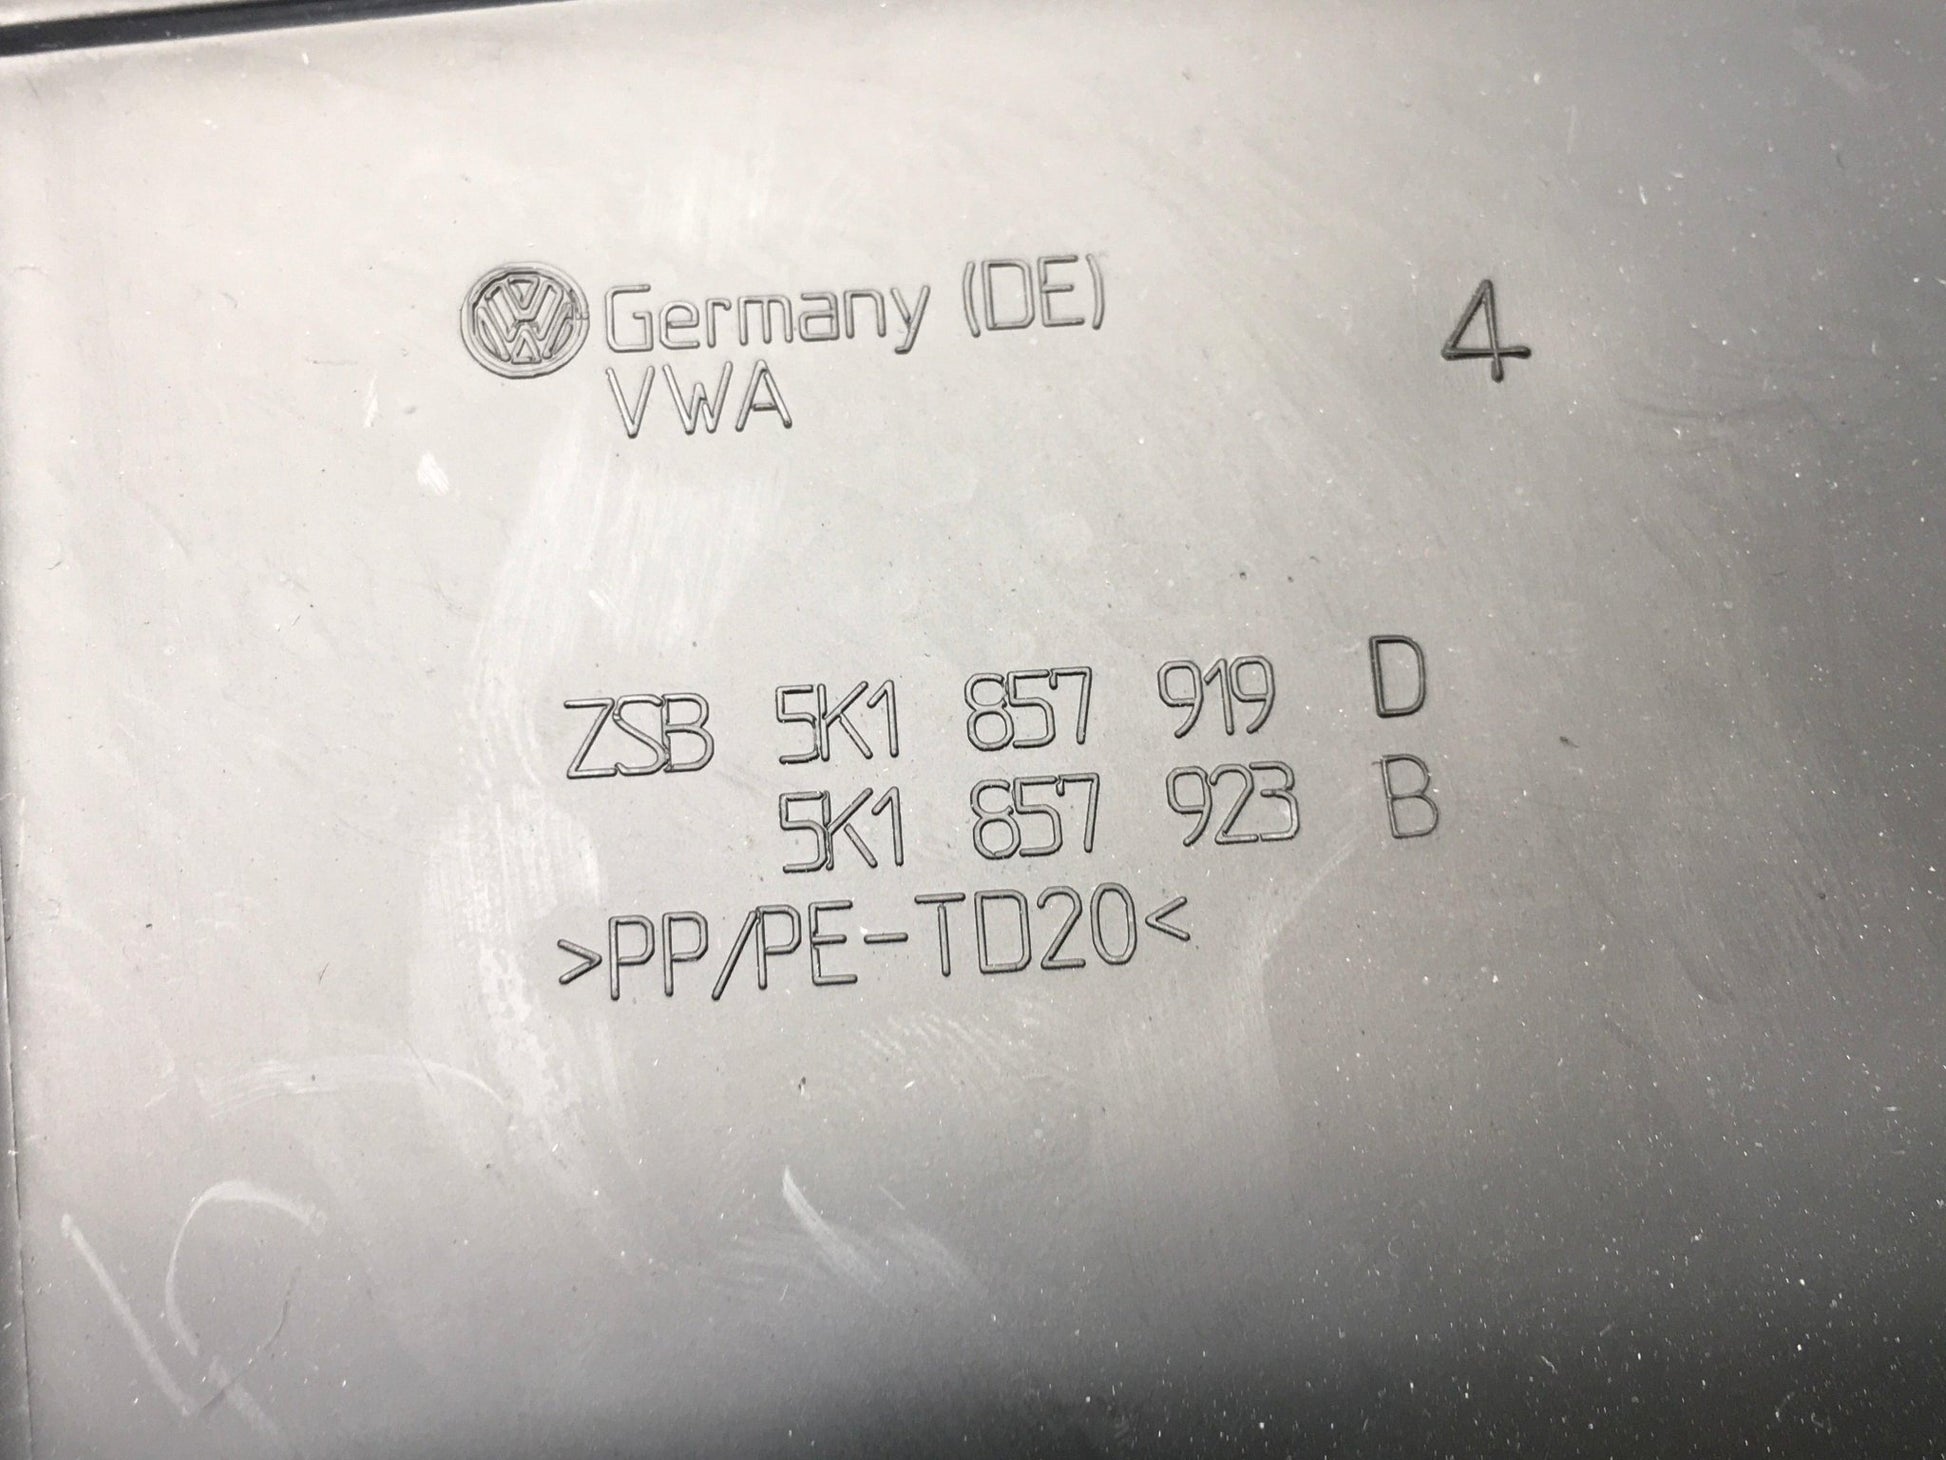 Germany (DE) 4
VWA
ZSB 5K1 857 919 D
5K1 857 923 B
>PP/PE-TD20<